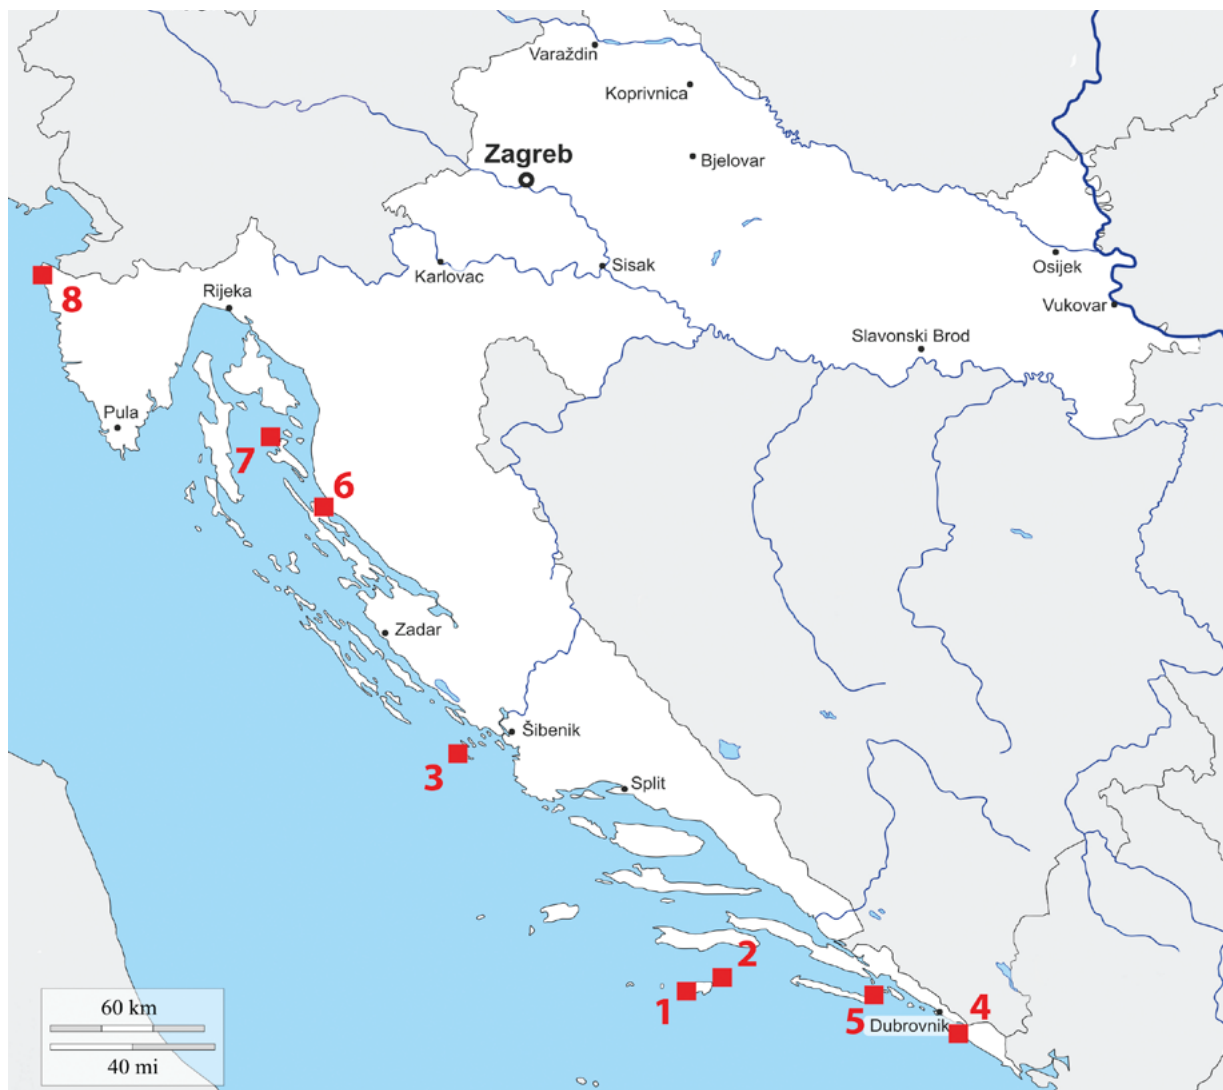 Varaždin
Koprivnica
Zagreb
Bjelovar
Karlovac
Sisak
Osijek
8
Rijeka
Vukovar
Slavonski Brod
Pula
7
6
Zadar
Šibenik
3
Split
2
1
60 km
5
4
Dubrovnik
40 mi